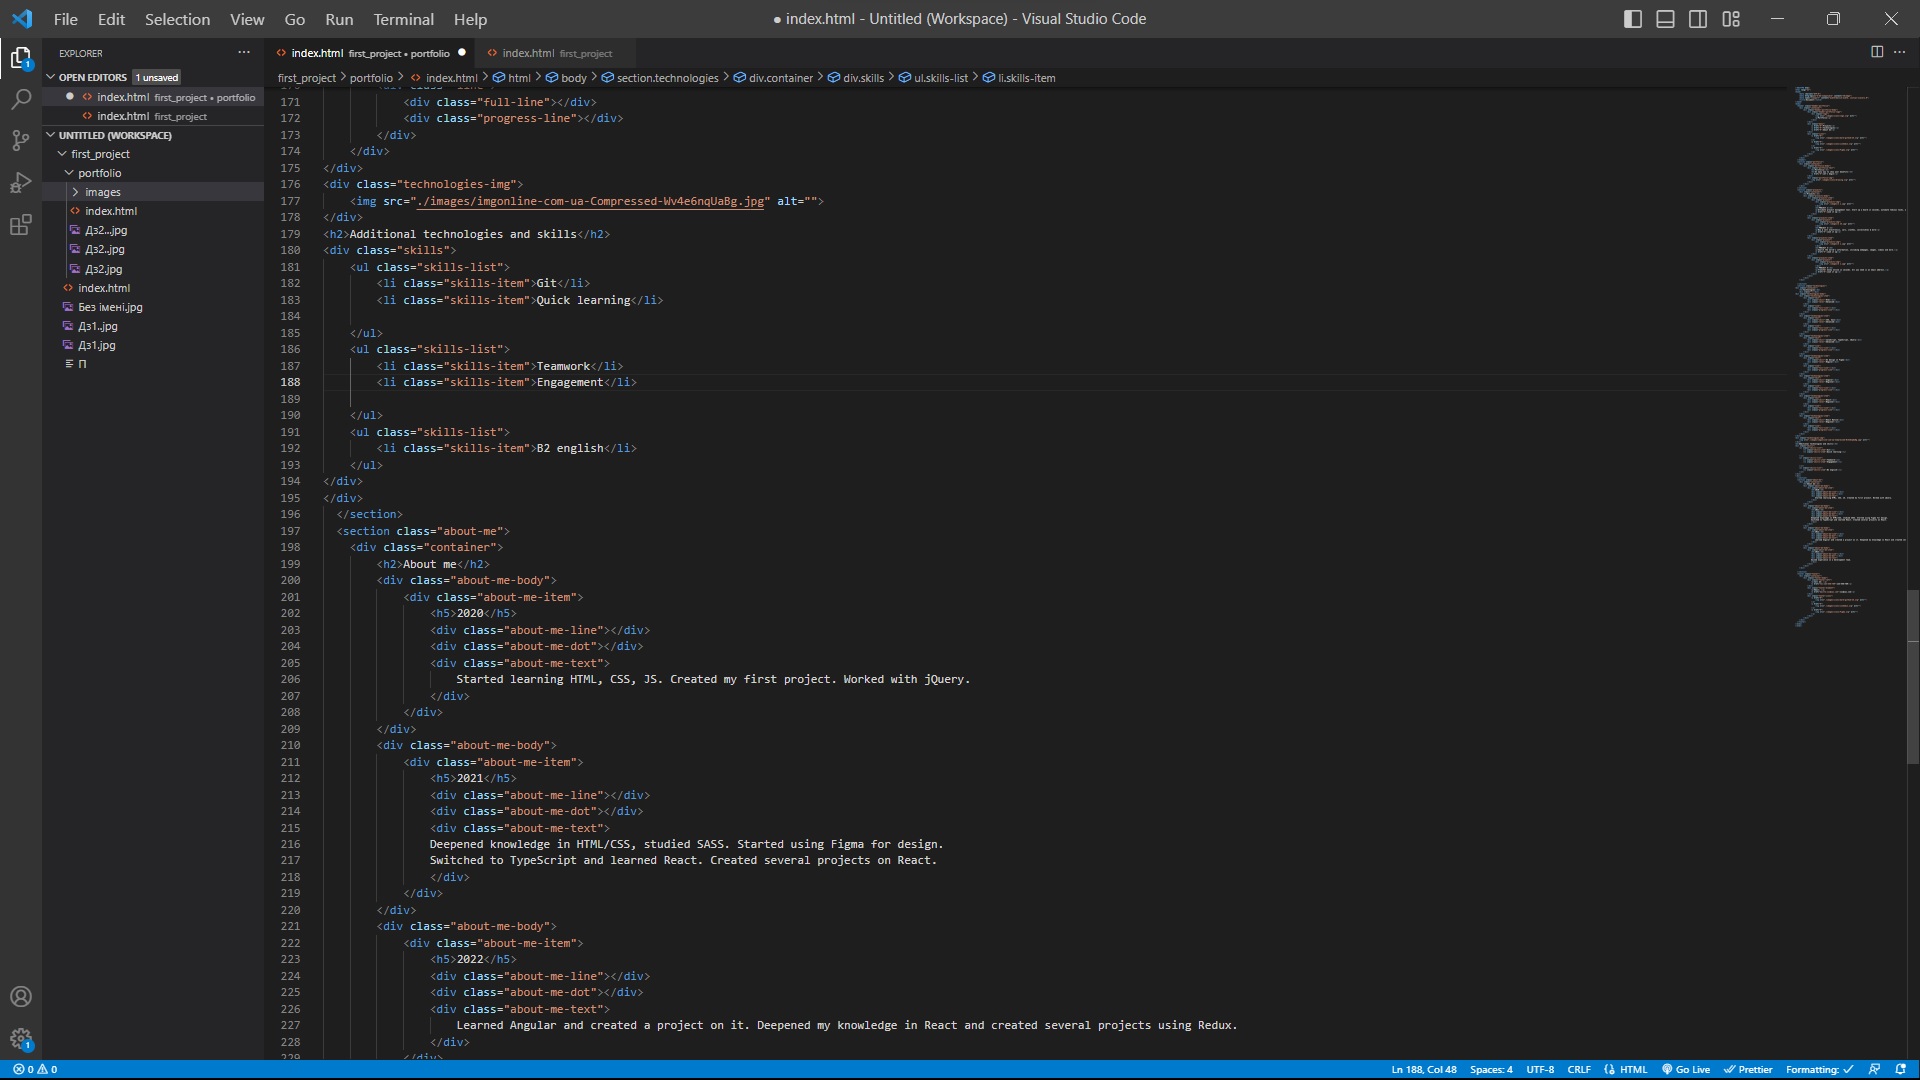 File Edit Selection View Go Run Terminal Help
● index.html - Untitled (Workspace) - Visual Studio Code
EXPLORER
OPEN EDITORS 1 unsaved
● index.html first_project • portfolio
index.html first_project
UNTITLED (WORKSPACE)
first_project
portfolio
images
index.html
Дз2...jpg
Дз2..jpg
Дз2.jpg
index.html
Без імені.jpg
Дз1..jpg
Дз1.jpg
П
index.html first_project • portfolio ●
index.html first_project
first_project > portfolio > index.html > html > body > section.technologies > div.container > div.skills > ul.skills-list > li.skills-item
171 <div class="full-line"></div>
172 <div class="progress-line"></div>
173 </div>
174 </div>
175 </div>
176 <div class="technologies-img">
177 <img src="./images/imgonline-com-ua-Compressed-Wv4e6nqUaBg.jpg" alt="">
178 </div>
179 <h2>Additional technologies and skills</h2>
180 <div class="skills">
181 <ul class="skills-list">
182 <li class="skills-item">Git</li>
183 <li class="skills-item">Quick learning</li>
184
185 </ul>
186 <ul class="skills-list">
187 <li class="skills-item">Teamwork</li>
188 <li class="skills-item">Engagement</li>
189
190 </ul>
191 <ul class="skills-list">
192 <li class="skills-item">B2 english</li>
193 </ul>
194 </div>
195 </div>
196 </section>
197 <section class="about-me">
198 <div class="container">
199 <h2>About me</h2>
200 <div class="about-me-body">
201 <div class="about-me-item">
202 <h5>2020</h5>
203 <div class="about-me-line"></div>
204 <div class="about-me-dot"></div>
205 <div class="about-me-text">
206 Started learning HTML, CSS, JS. Created my first project. Worked with jQuery.
207 </div>
208 </div>
209 </div>
210 <div class="about-me-body">
211 <div class="about-me-item">
212 <h5>2021</h5>
213 <div class="about-me-line"></div>
214 <div class="about-me-dot"></div>
215 <div class="about-me-text">
216 Deepened knowledge in HTML/CSS, studied SASS. Started using Figma for design.
217 Switched to TypeScript and learned React. Created several projects on React.
218 </div>
219 </div>
220 </div>
221 <div class="about-me-body">
222 <div class="about-me-item">
223 <h5>2022</h5>
224 <div class="about-me-line"></div>
225 <div class="about-me-dot"></div>
226 <div class="about-me-text">
227 Learned Angular and created a project on it. Deepened my knowledge in React and created several projects using Redux.
228 </div>
229 </div>
0 0
Ln 188, Col 48 Spaces: 4 UTF-8 CRLF HTML Go Live Prettier Formatting: